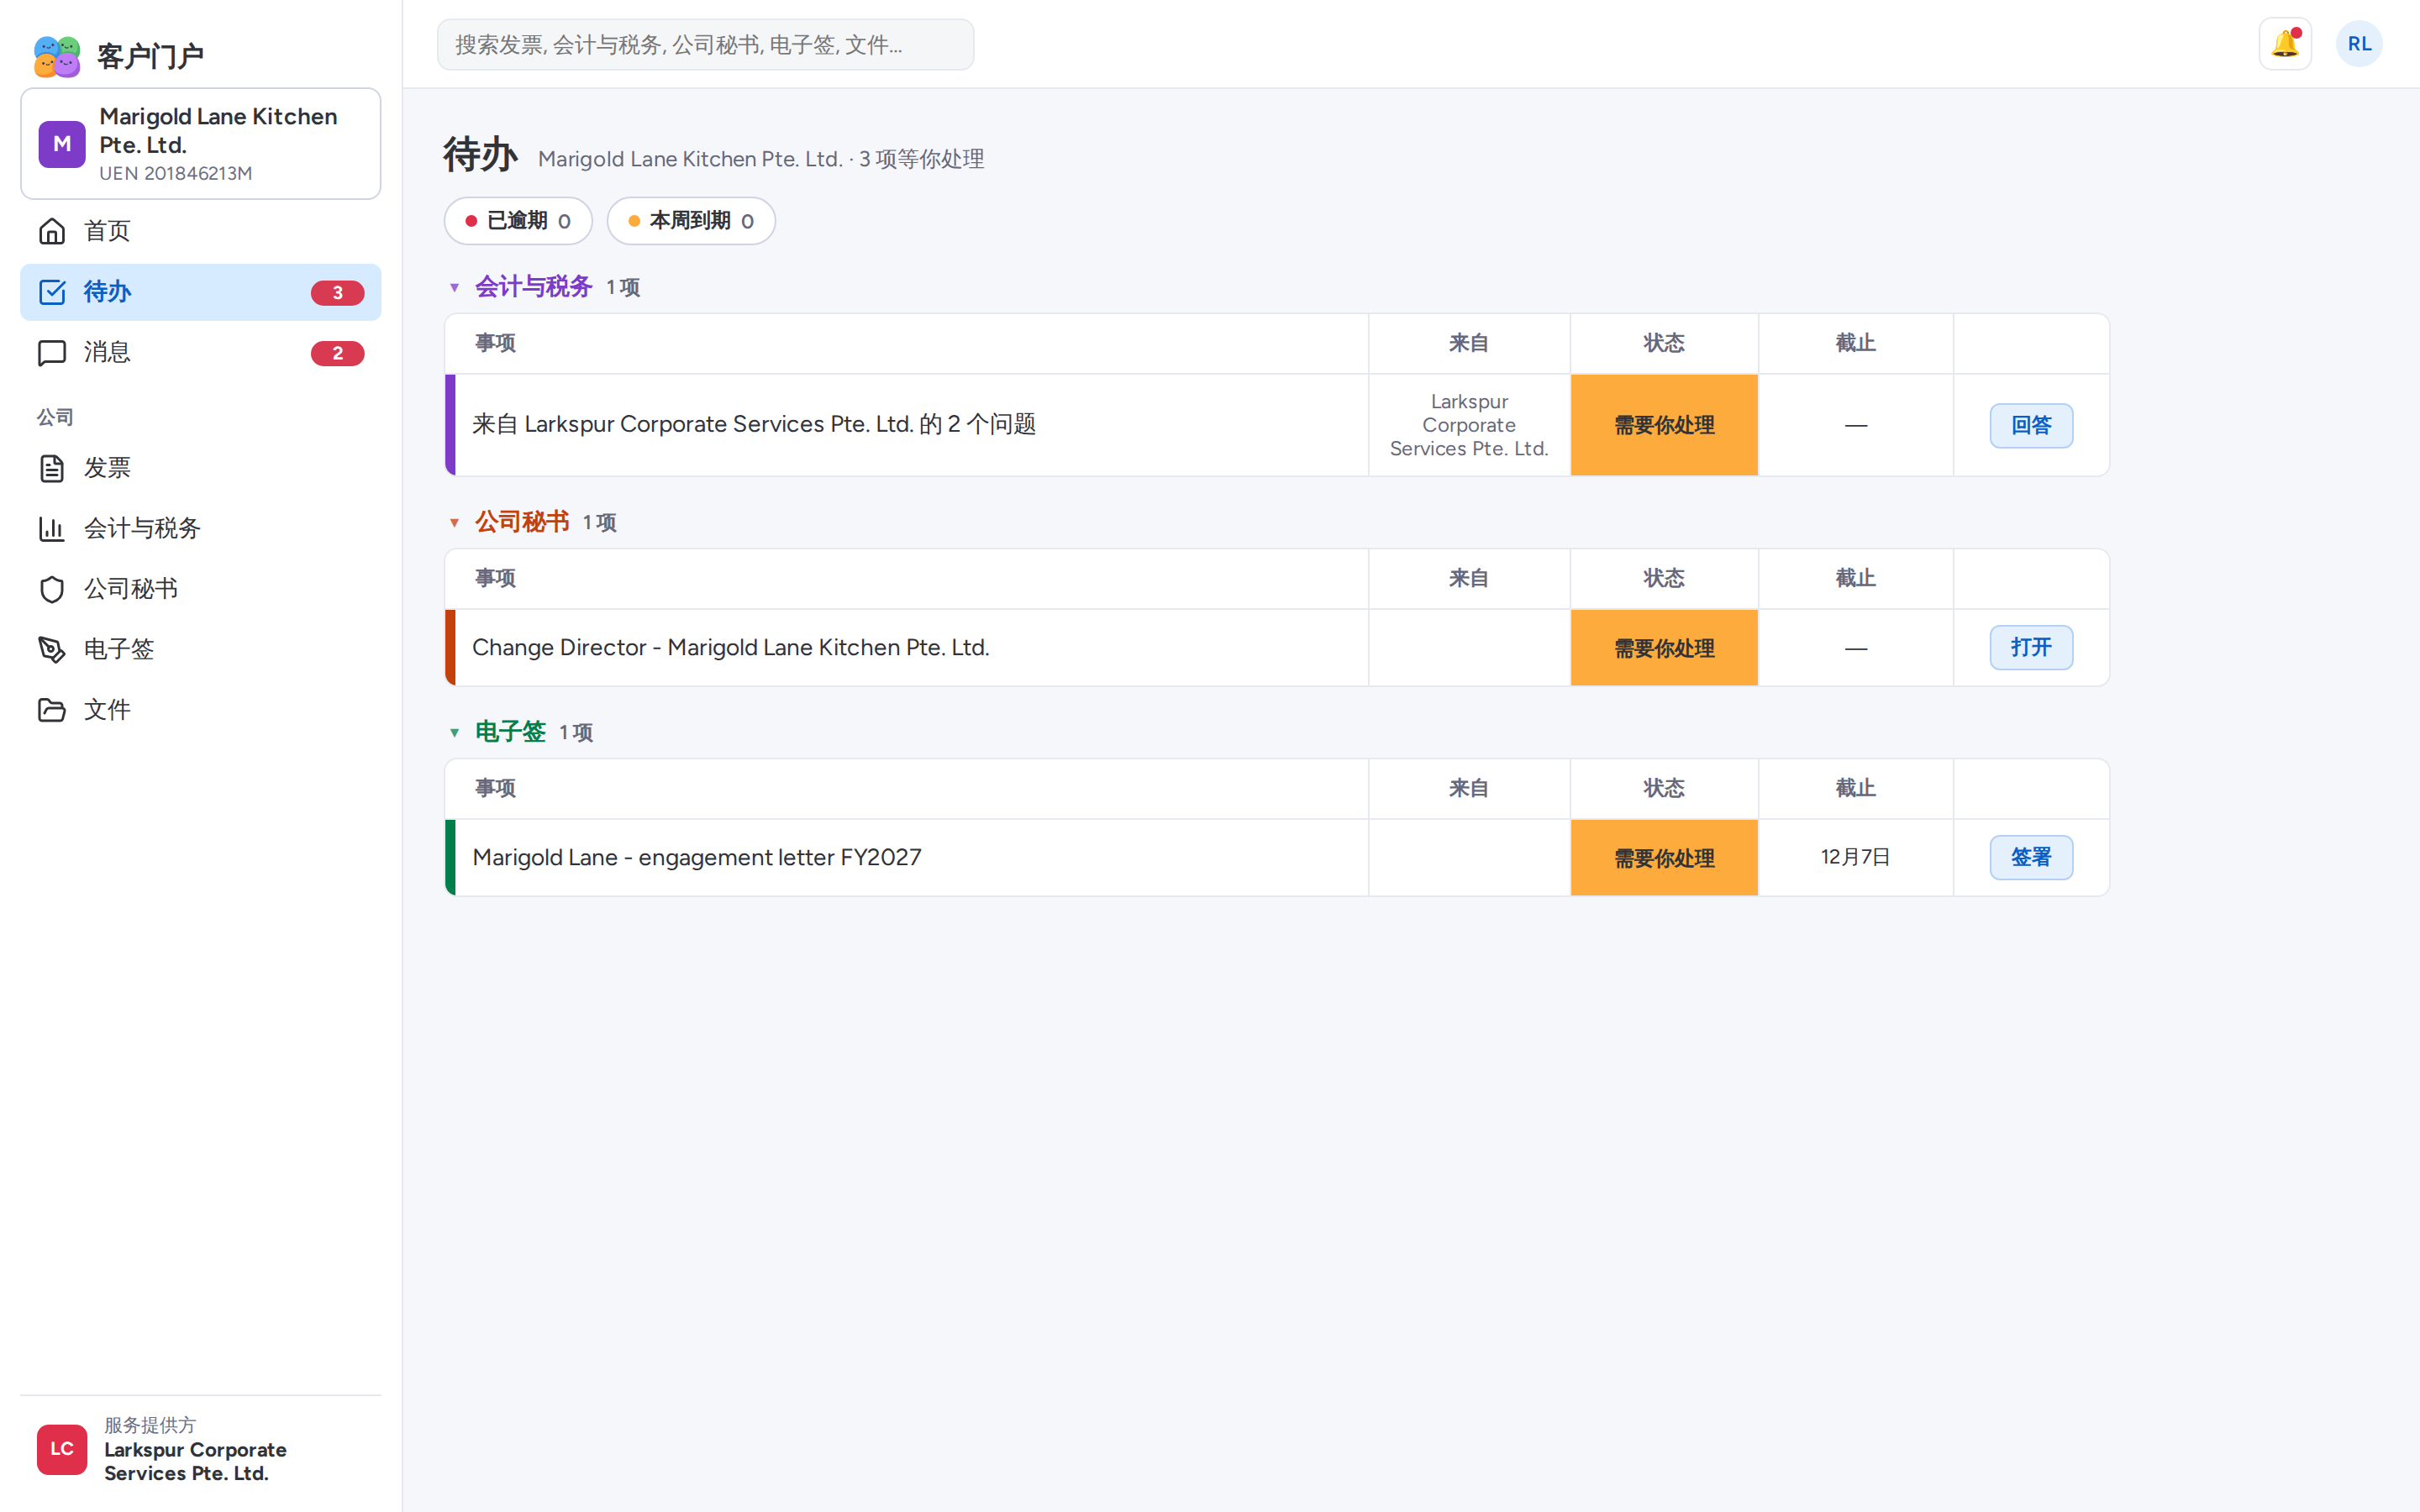 客户门户
M
Marigold Lane Kitchen
Pte. Ltd.
UEN 201846213M
首页
待办 3
消息 2
公司
发票
会计与税务
公司秘书
电子签
文件
LC
服务提供方
Larkspur Corporate
Services Pte. Ltd.
搜索发票, 会计与税务, 公司秘书, 电子签, 文件...
RL
待办 Marigold Lane Kitchen Pte. Ltd. · 3 项等你处理
已逾期 0 本周到期 0
▼ 会计与税务 1 项
事项 来自 状态 截止
来自 Larkspur Corporate Services Pte. Ltd. 的 2 个问题
Larkspur
Corporate
Services Pte. Ltd.
需要你处理 — 回答
▼ 公司秘书 1 项
事项 来自 状态 截止
Change Director - Marigold Lane Kitchen Pte. Ltd. 需要你处理 — 打开
▼ 电子签 1 项
事项 来自 状态 截止
Marigold Lane - engagement letter FY2027 需要你处理 12月7日 签署